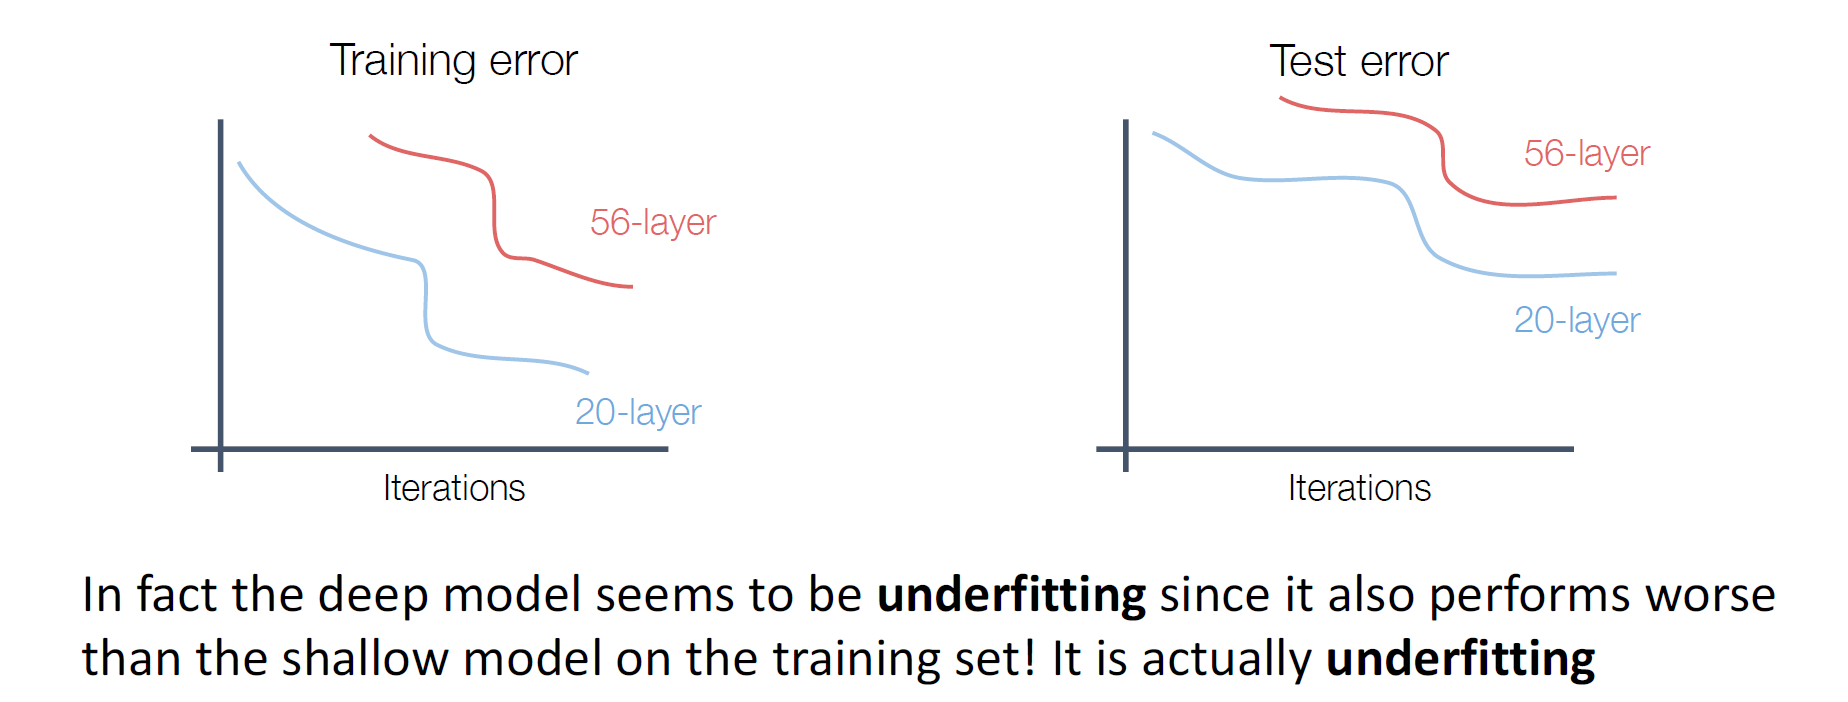 Training error
56-layer
20-layer
Iterations
Test error
56-layer
20-layer
Iterations
In fact the deep model seems to be underfitting since it also performs worse
than the shallow model on the training set! It is actually underfitting